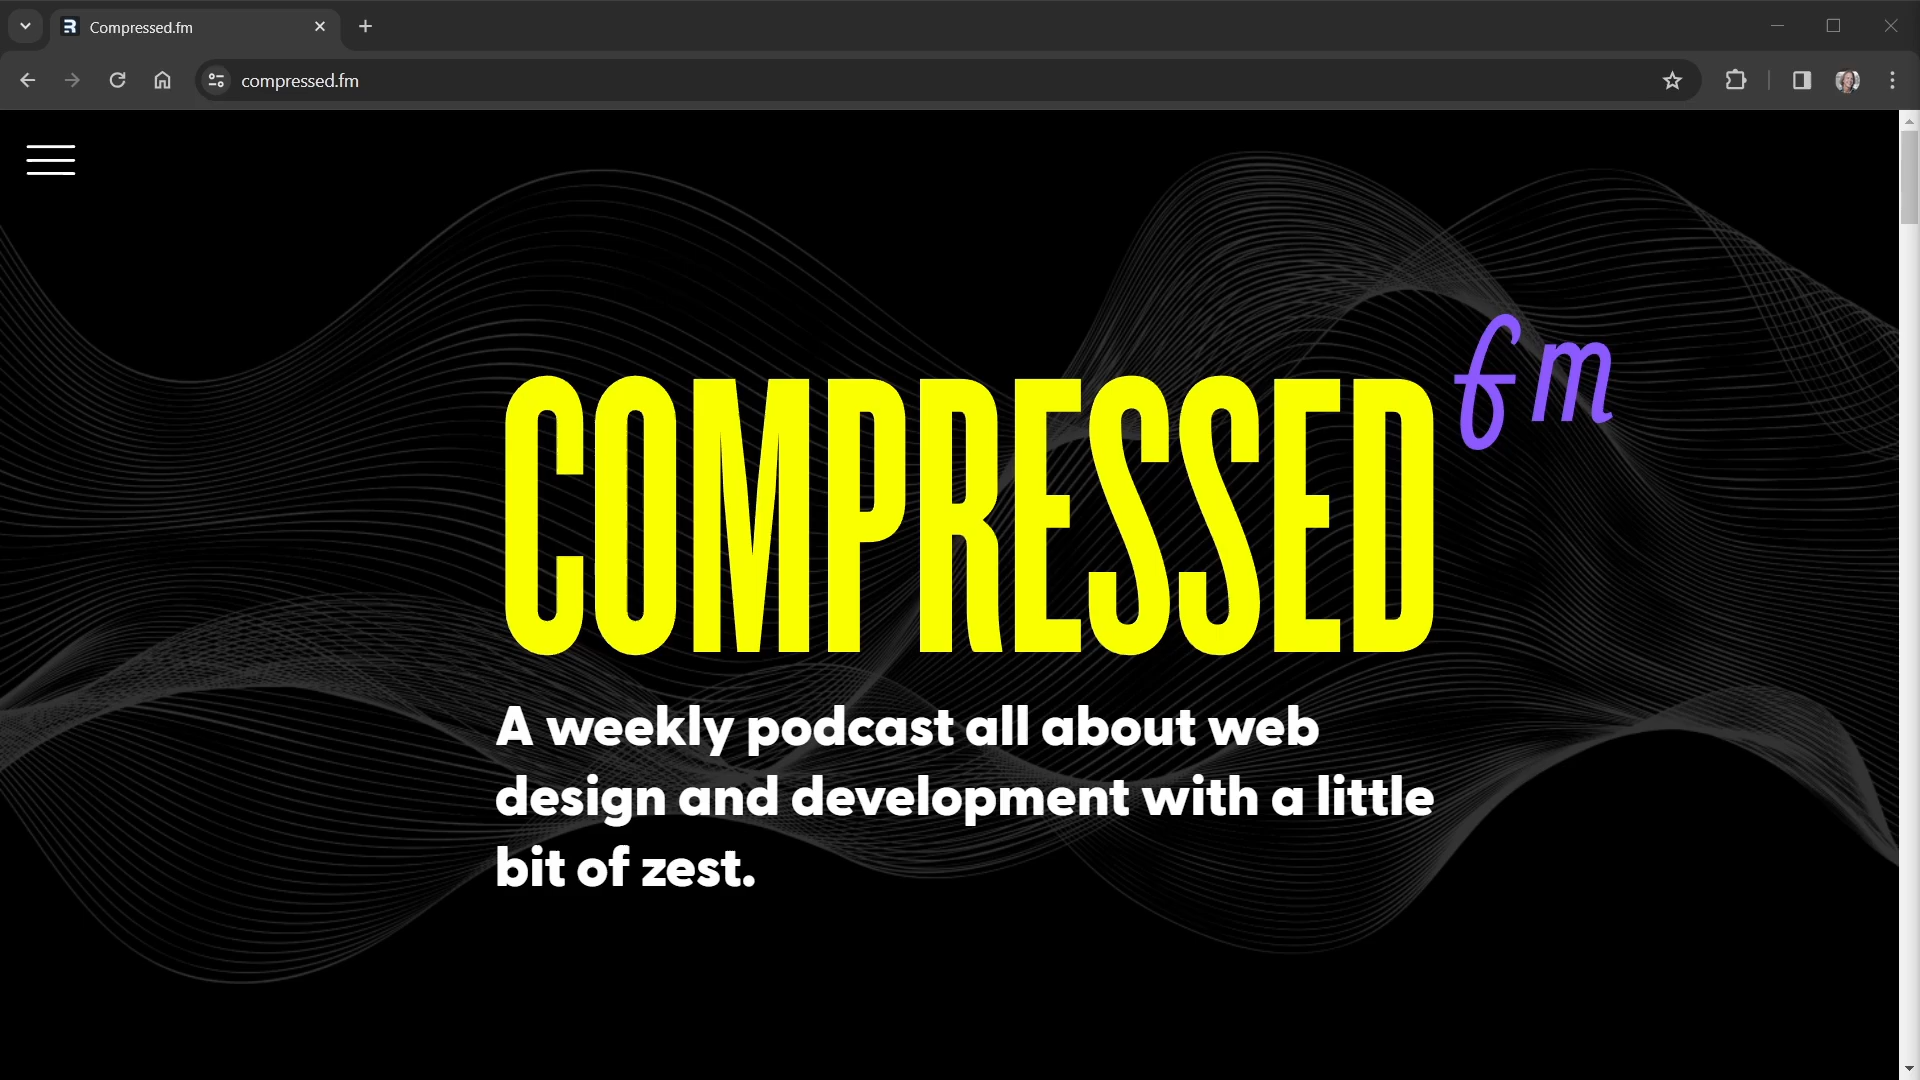 Compressed.fm
compressed.fm
COMPRESSED fm
A weekly podcast all about web
design and development with a little
bit of zest.